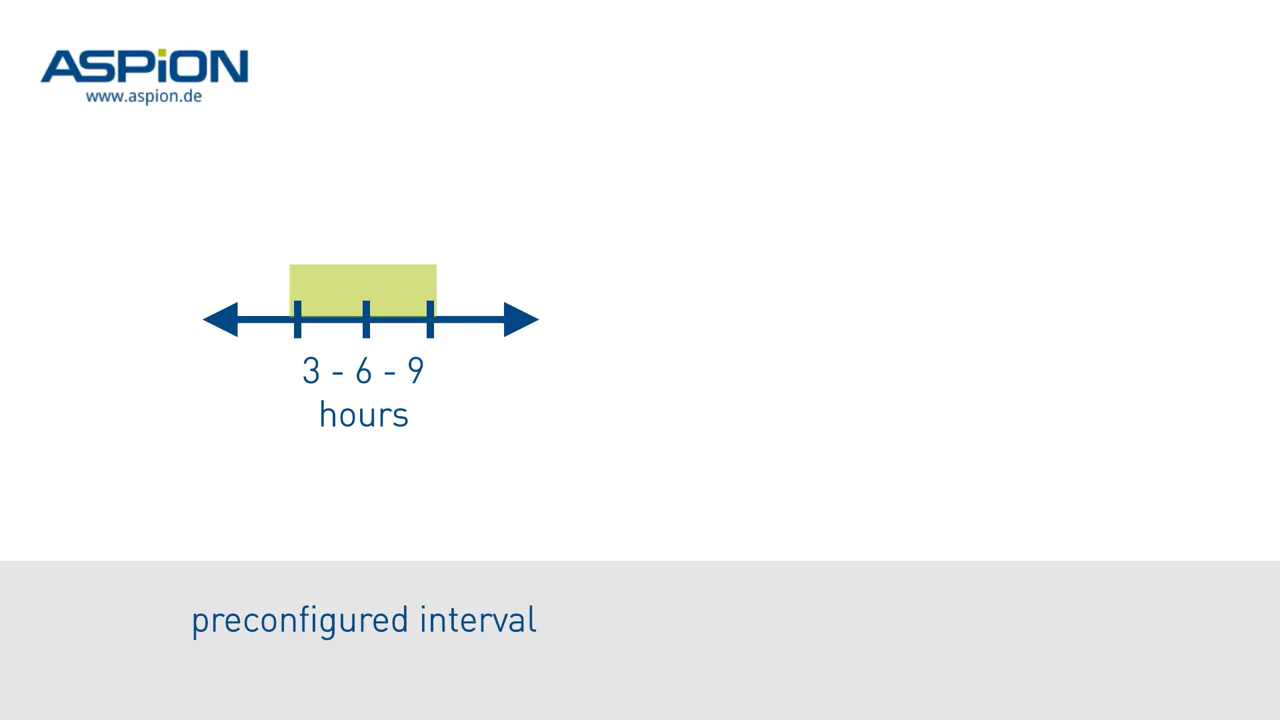 ASPiON
www.aspion.de
3 - 6 - 9
hours
preconfigured interval